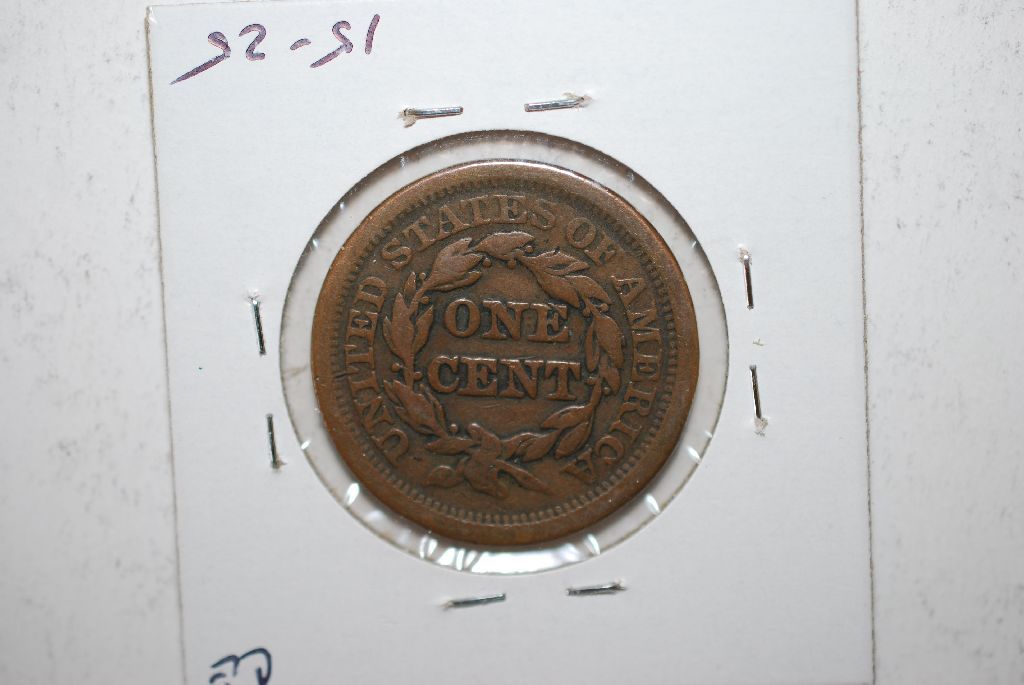 UNITED STATES OF AMERICA
ONE
CENT